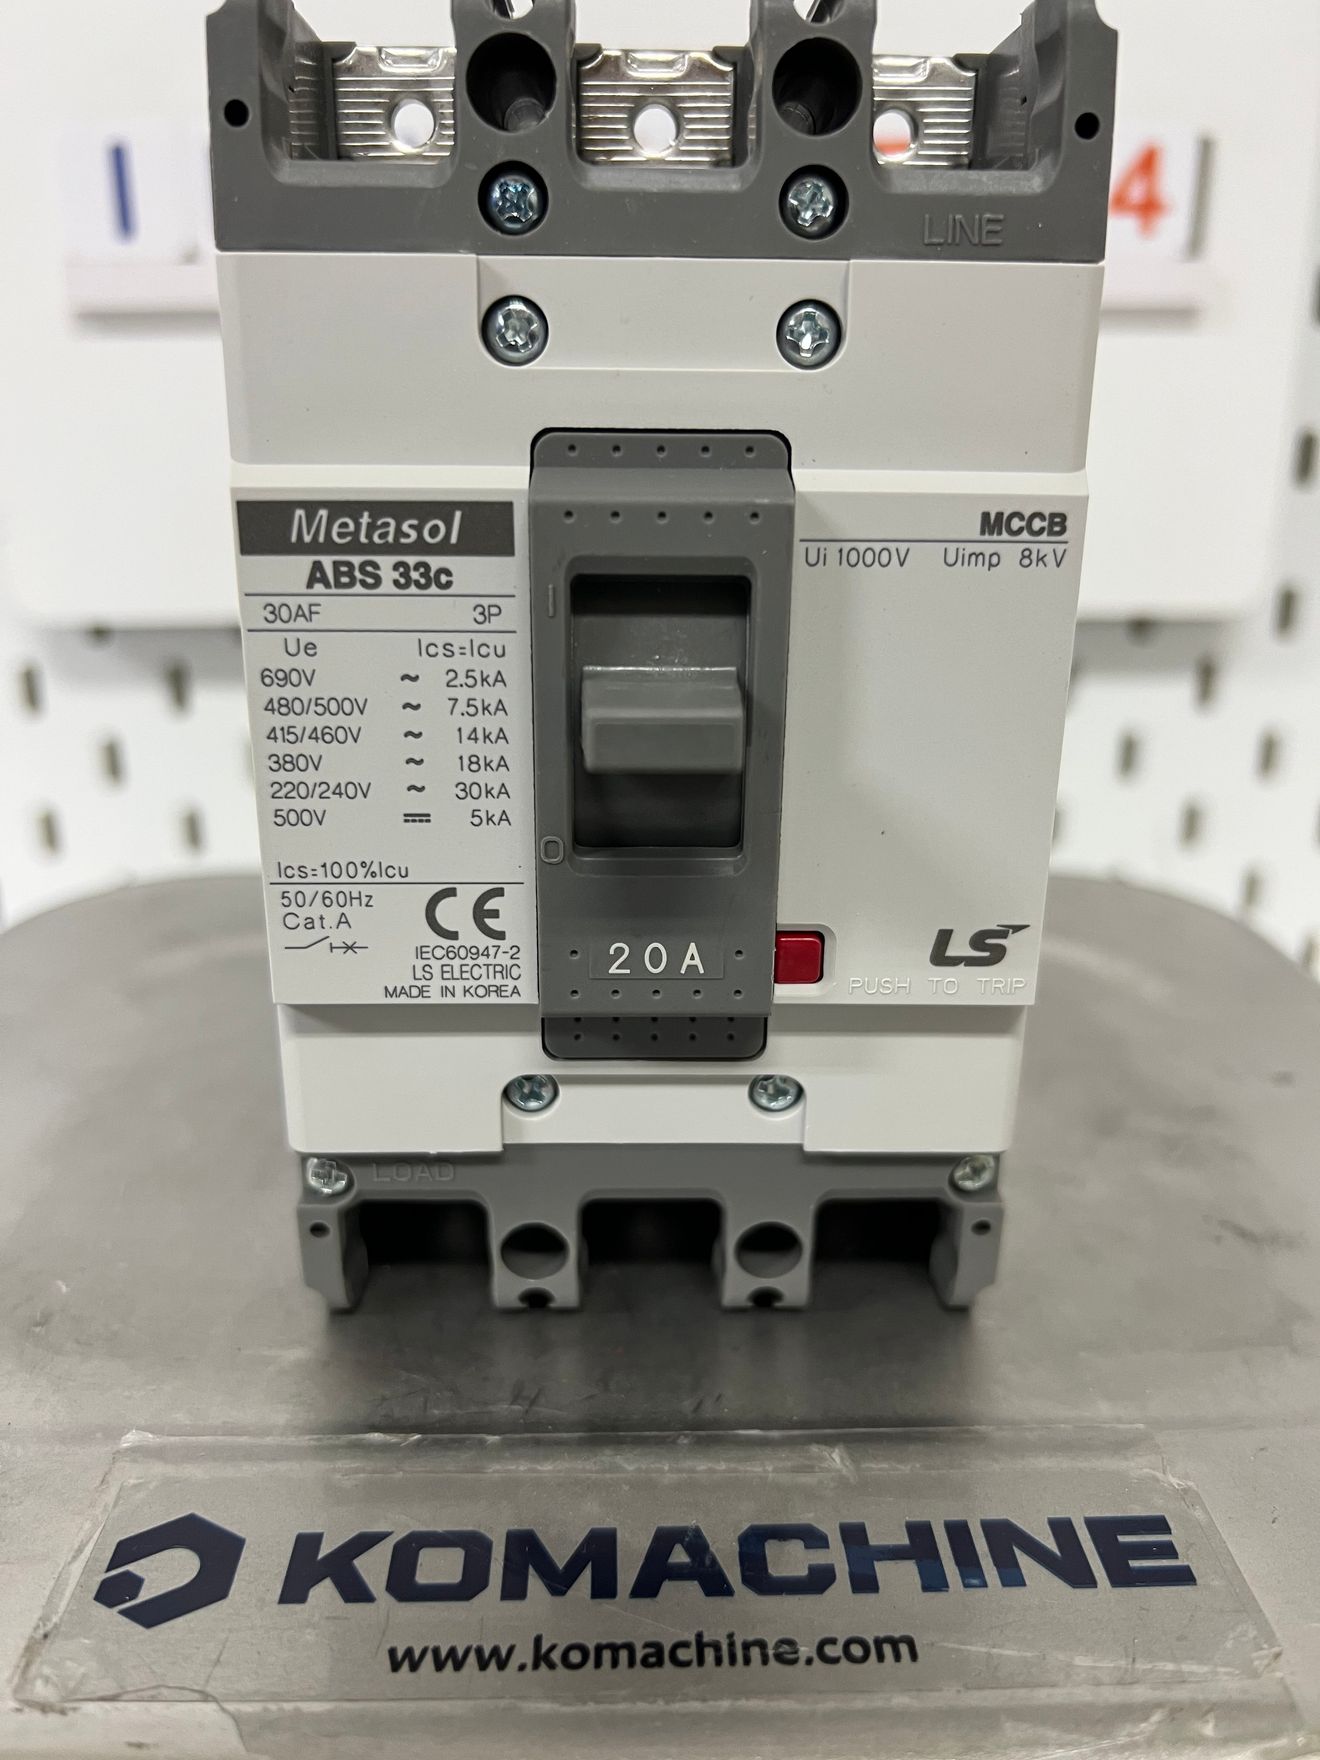 4
LINE
Metasol
ABS 33c
30AF 3P
Ue Ics=Icu
690V ~ 2.5kA
480/500V ~ 7.5kA
415/460V ~ 14kA
380V ~ 18kA
220/240V ~ 30kA
500V ⎓ 5kA
Ics=100%Icu
50/60Hz
Cat.A
CE
IEC60947-2
LS ELECTRIC
MADE IN KOREA
I
O
20A
MCCB
Ui 1000V Uimp 8kV
LS
PUSH TO TRIP
LOAD
KOMACHINE
www.komachine.com